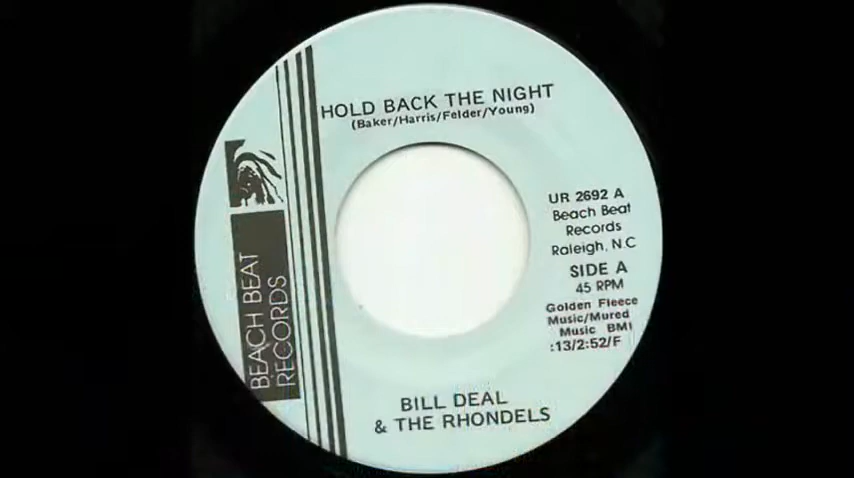 HOLD BACK THE NIGHT
(Baker/Harris/Felder/Young)
UR 2692 A
Beach Beat
Records
Raleigh, N.C
SIDE A
45 RPM
Golden Fleece
Music/Mured
Music BMI
:13/2:52/F
BEACH BEAT
RECORDS
BILL DEAL
& THE RHONDELS